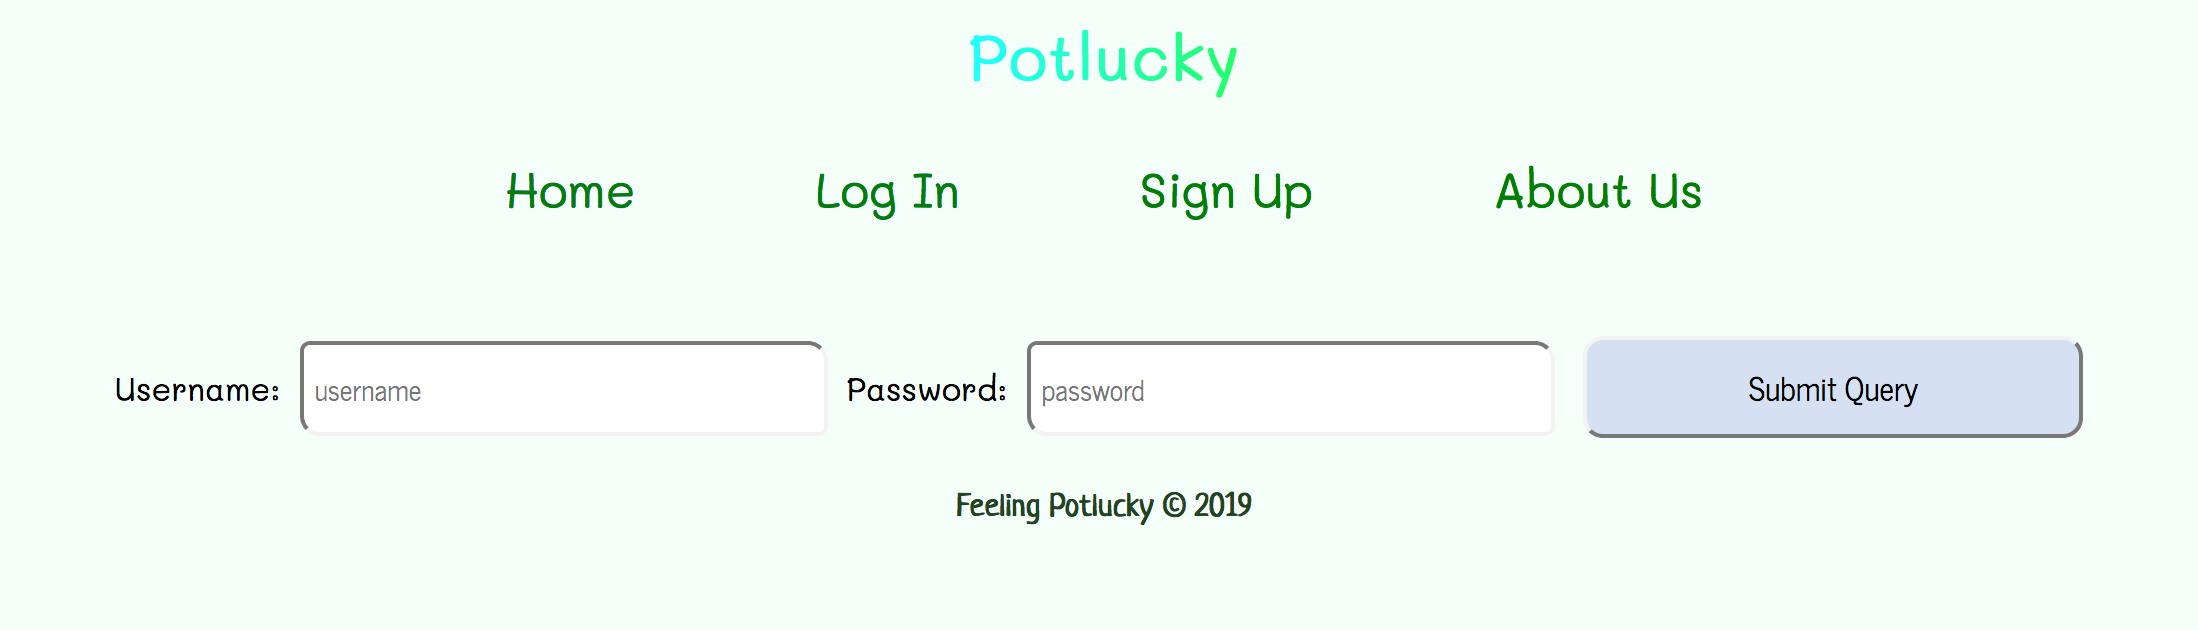 Potlucky
Home Log In Sign Up About Us
Username: username Password: password Submit Query
Feeling Potlucky © 2019